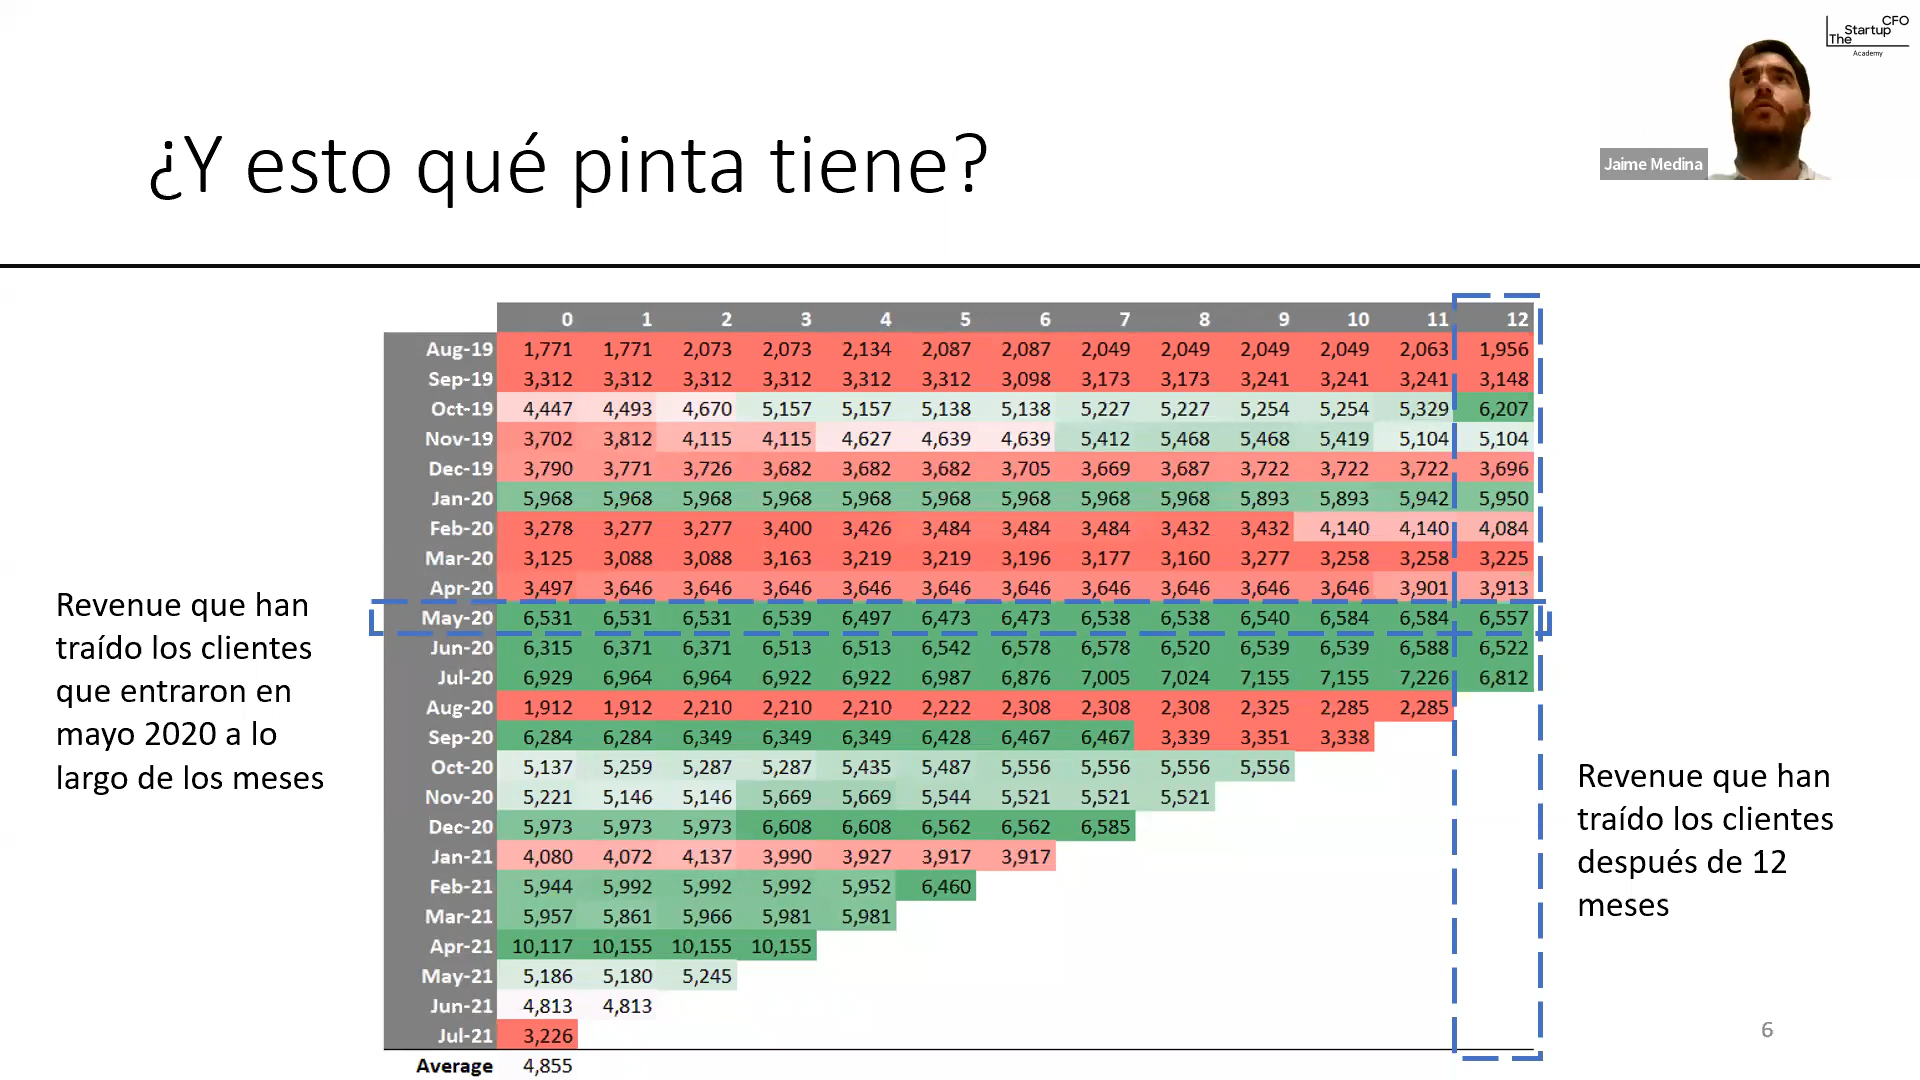 The Startup CFO
Academy
Jaime Medina
¿Y esto qué pinta tiene?
0 1 2 3 4 5 6 7 8 9 10 11 12
Aug-19 1,771 1,771 2,073 2,073 2,134 2,087 2,087 2,049 2,049 2,049 2,049 2,063 1,956
Sep-19 3,312 3,312 3,312 3,312 3,312 3,312 3,098 3,173 3,173 3,241 3,241 3,241 3,148
Oct-19 4,447 4,493 4,670 5,157 5,157 5,138 5,138 5,227 5,227 5,254 5,254 5,329 6,207
Nov-19 3,702 3,812 4,115 4,115 4,627 4,639 4,639 5,412 5,468 5,468 5,419 5,104 5,104
Dec-19 3,790 3,771 3,726 3,682 3,682 3,682 3,705 3,669 3,687 3,722 3,722 3,722 3,696
Jan-20 5,968 5,968 5,968 5,968 5,968 5,968 5,968 5,968 5,968 5,893 5,893 5,942 5,950
Feb-20 3,278 3,277 3,277 3,400 3,426 3,484 3,484 3,484 3,432 3,432 4,140 4,140 4,084
Mar-20 3,125 3,088 3,088 3,163 3,219 3,219 3,196 3,177 3,160 3,277 3,258 3,258 3,225
Apr-20 3,497 3,646 3,646 3,646 3,646 3,646 3,646 3,646 3,646 3,646 3,646 3,901 3,913
May-20 6,531 6,531 6,531 6,539 6,497 6,473 6,473 6,538 6,538 6,540 6,584 6,584 6,557
Jun-20 6,315 6,371 6,371 6,513 6,513 6,542 6,578 6,578 6,520 6,539 6,539 6,588 6,522
Jul-20 6,929 6,964 6,964 6,922 6,922 6,987 6,876 7,005 7,024 7,155 7,155 7,226 6,812
Aug-20 1,912 1,912 2,210 2,210 2,210 2,222 2,308 2,308 2,308 2,325 2,285 2,285
Sep-20 6,284 6,284 6,349 6,349 6,349 6,428 6,467 6,467 3,339 3,351 3,338
Oct-20 5,137 5,259 5,287 5,287 5,435 5,487 5,556 5,556 5,556 5,556
Nov-20 5,221 5,146 5,146 5,669 5,669 5,544 5,521 5,521 5,521
Dec-20 5,973 5,973 5,973 6,608 6,608 6,562 6,562 6,585
Jan-21 4,080 4,072 4,137 3,990 3,927 3,917 3,917
Feb-21 5,944 5,992 5,992 5,992 5,952 6,460
Mar-21 5,957 5,861 5,966 5,981 5,981
Apr-21 10,117 10,155 10,155 10,155
May-21 5,186 5,180 5,245
Jun-21 4,813 4,813
Jul-21 3,226
Average 4,855
Revenue que han
traído los clientes
que entraron en
mayo 2020 a lo
largo de los meses
Revenue que han
traído los clientes
después de 12
meses
6